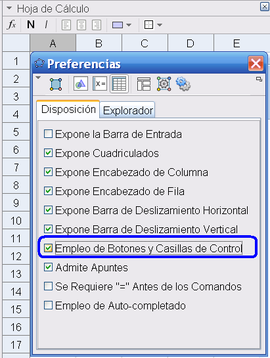 Hoja de Cálculo
fx N I
A B C D E
Preferencias
Disposición Explorador
Expone la Barra de Entrada
Expone Cuadriculados
Expone Encabezado de Columna
Expone Encabezado de Fila
Expone Barra de Deslizamiento Horizontal
Expone Barra de Deslizamiento Vertical
Empleo de Botones y Casillas de Control
Admite Apuntes
Se Requiere "=" Antes de los Comandos
Empleo de Auto-completado
1
2
3
4
5
6
7
8
9
10
11
12
13
14
15
16
17